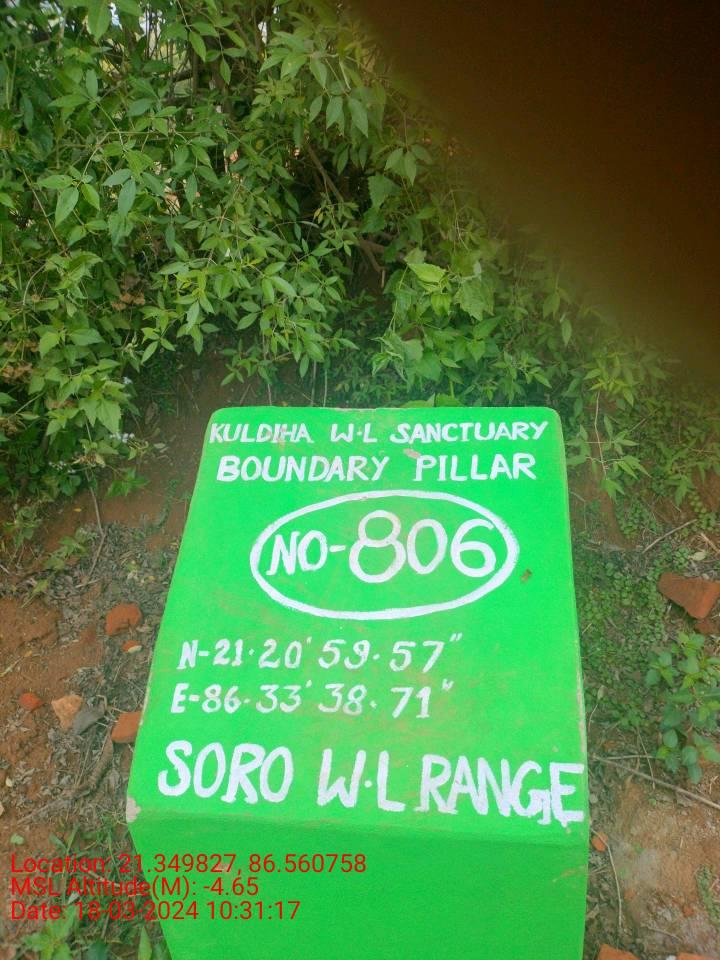 KULDIHA W.L SANCTUARY
BOUNDARY PILLAR
NO-806
N-21.20' 59.57"
E-86.33' 38.71"
SORO W.L RANGE
Location: 21.349827, 86.560758
MSL Altitude(M): -4.65
Date: 18-03-2024 10:31:17